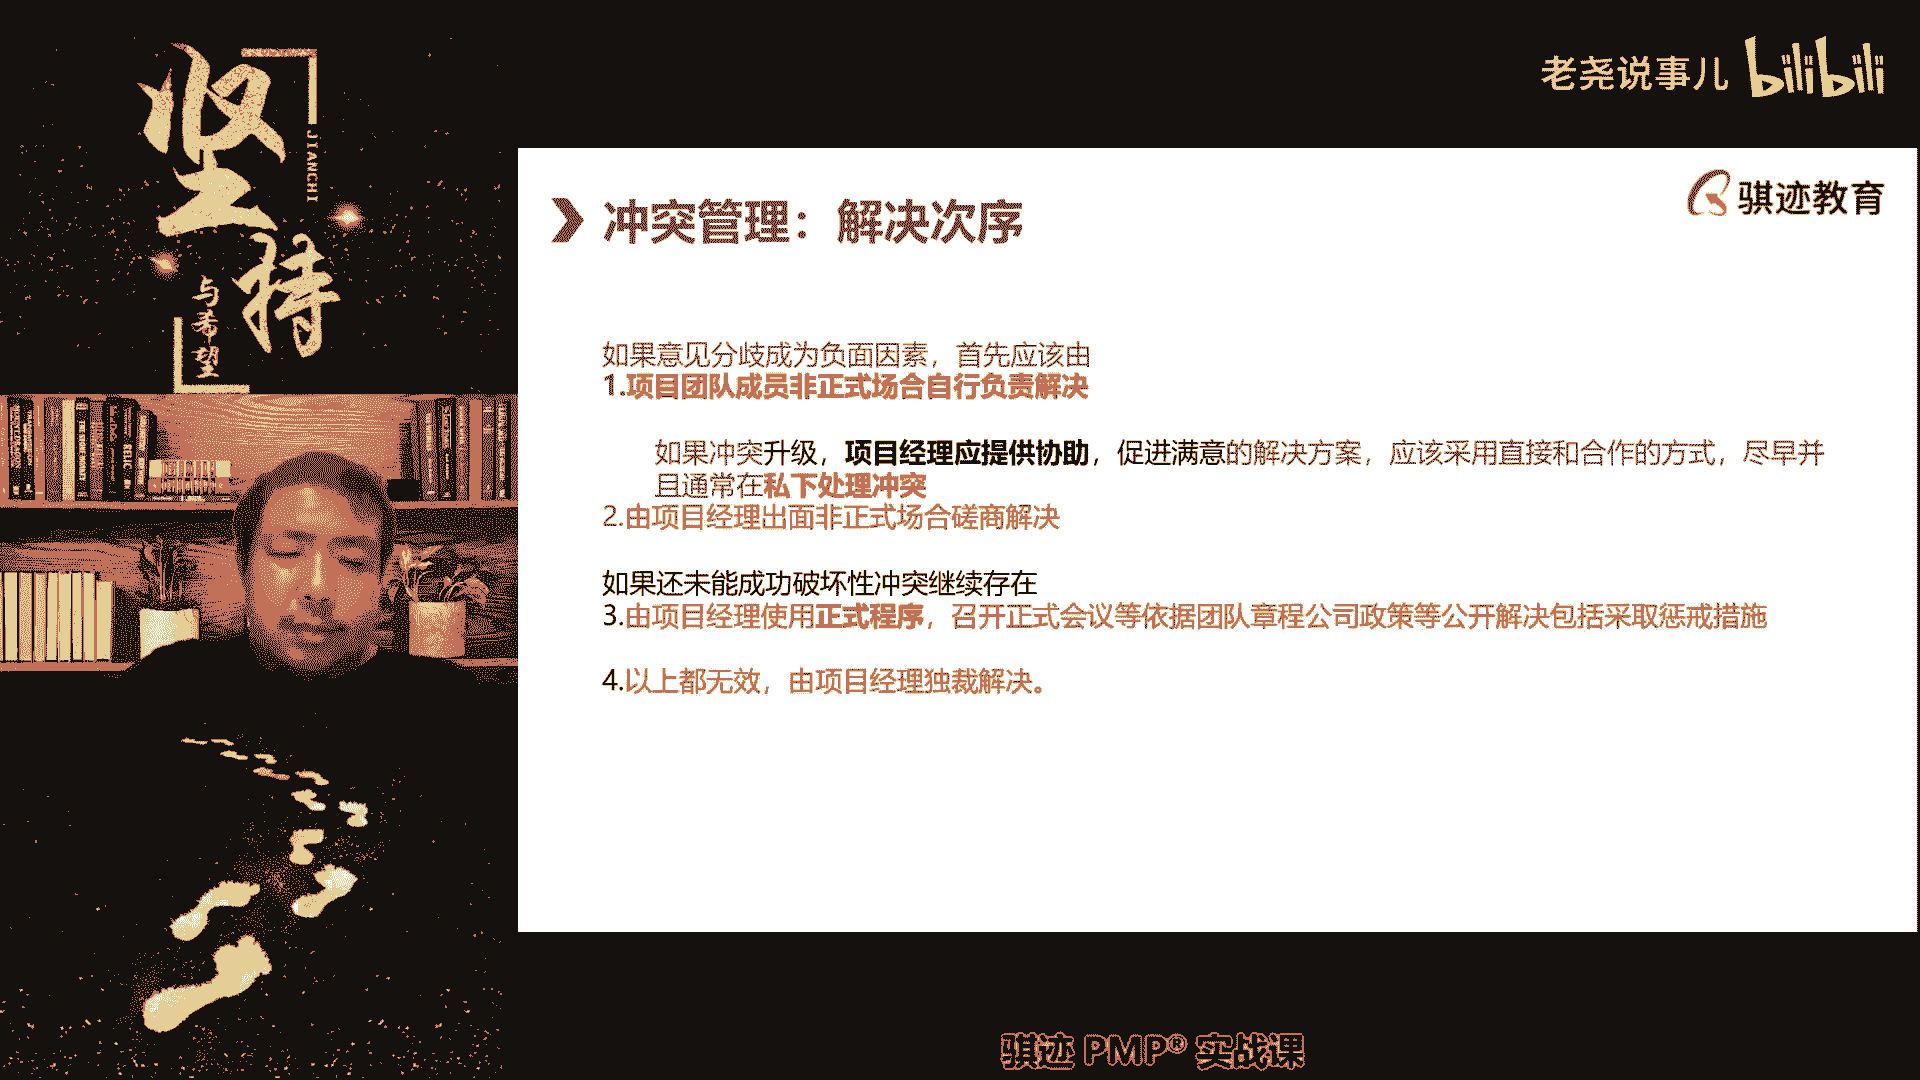 坚持
JIANCHI
与希望
老尧说事儿 bilibili
骐迹教育
冲突管理：解决次序
如果意见分歧成为负面因素，首先应该由
1.项目团队成员非正式场合自行负责解决
如果冲突升级，项目经理应提供协助，促进满意的解决方案，应该采用直接和合作的方式，尽早并
且通常在私下处理冲突
2.由项目经理出面非正式场合磋商解决
如果还未能成功破坏性冲突继续存在
3.由项目经理使用正式程序，召开正式会议等依据团队章程公司政策等公开解决包括采取惩戒措施
4.以上都无效，由项目经理独裁解决。
骐迹 PMP® 实战课